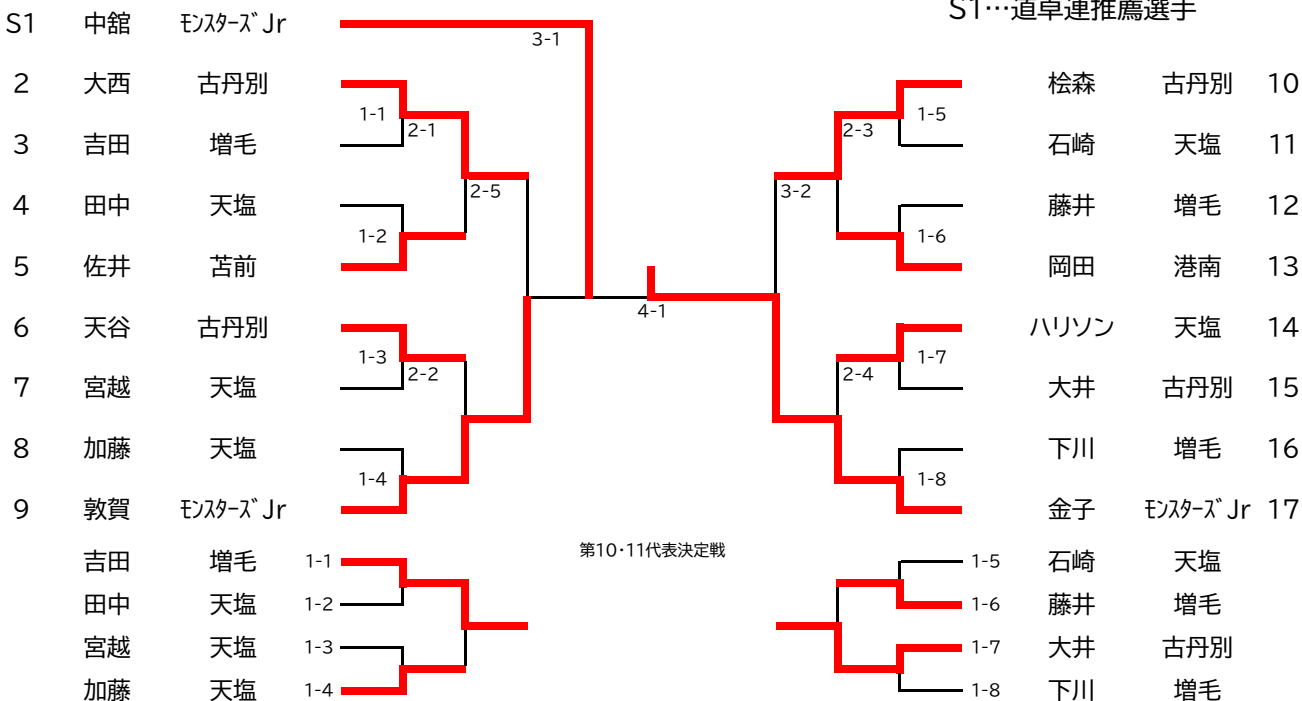 S1…道卓連推薦選手
S1 中舘 ﾓﾝｽﾀｰｽﾞJr
3-1
2 大西 古丹別
1-1
2-1
3 吉田 増毛
2-5
4 田中 天塩
1-2
5 佐井 苫前
6 天谷 古丹別
1-3
2-2
7 宮越 天塩
8 加藤 天塩
1-4
9 敦賀 ﾓﾝｽﾀｰｽﾞJr
4-1
桧森 古丹別 10
1-5
2-3
石崎 天塩 11
3-2
藤井 増毛 12
1-6
岡田 港南 13
ハリソン 天塩 14
1-7
2-4
大井 古丹別 15
下川 増毛 16
1-8
金子 ﾓﾝｽﾀｰｽﾞJr 17
第10・11代表決定戦
吉田 増毛 1-1
田中 天塩 1-2
宮越 天塩 1-3
加藤 天塩 1-4
1-5 石崎 天塩
1-6 藤井 増毛
1-7 大井 古丹別
1-8 下川 増毛